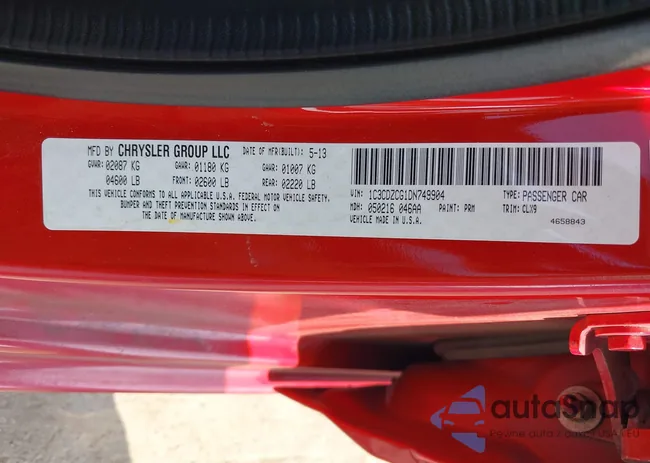 MFD BY CHRYSLER GROUP LLC DATE OF MFR(BUILT): 5-13
GVWR: 02087 KG GAWR: 01180 KG GAWR: 01007 KG
04600 LB FRONT: 02600 LB REAR: 02220 LB
THIS VEHICLE CONFORMS TO ALL APPLICABLE U.S.A. FEDERAL MOTOR VEHICLE SAFETY,
BUMPER AND THEFT PREVENTION STANDARDS IN EFFECT ON
THE DATE OF MANUFACTURE SHOWN ABOVE.
VIN: 1C3CDZCG1DN749904 TYPE: PASSENGER CAR
MDH: 050216 046AA PAINT: PRM TRIM: CLX9
VEHICLE MADE IN U.S.A. 4658843
autoSnap